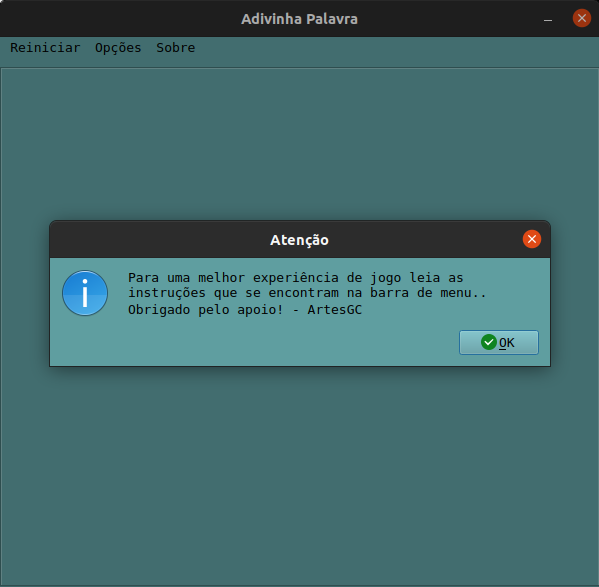 Adivinha Palavra
Reiniciar Opções Sobre
Atenção
Para uma melhor experiência de jogo leia as
instruções que se encontram na barra de menu..
Obrigado pelo apoio! - ArtesGC
OK